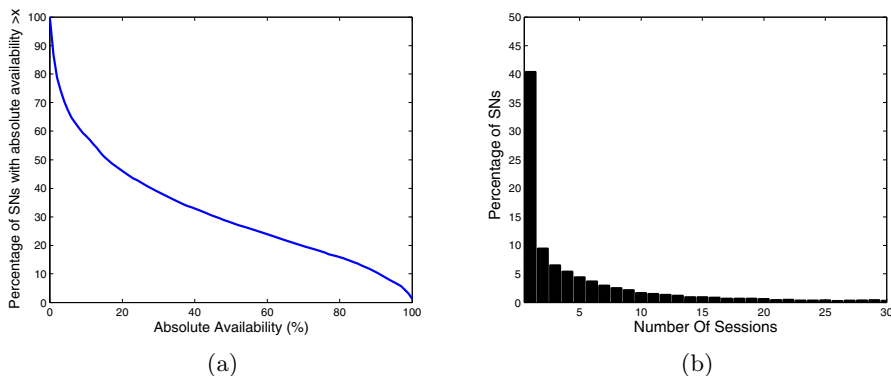 100
90
80
70
60
50
40
30
20
10
0
0 20 40 60 80 100
Percentage of SNs with absolute availability >x
Absolute Availability (%)
(a)
50
45
40
35
30
25
20
15
10
5
0
5 10 15 20 25 30
Percentage of SNs
Number Of Sessions
(b)